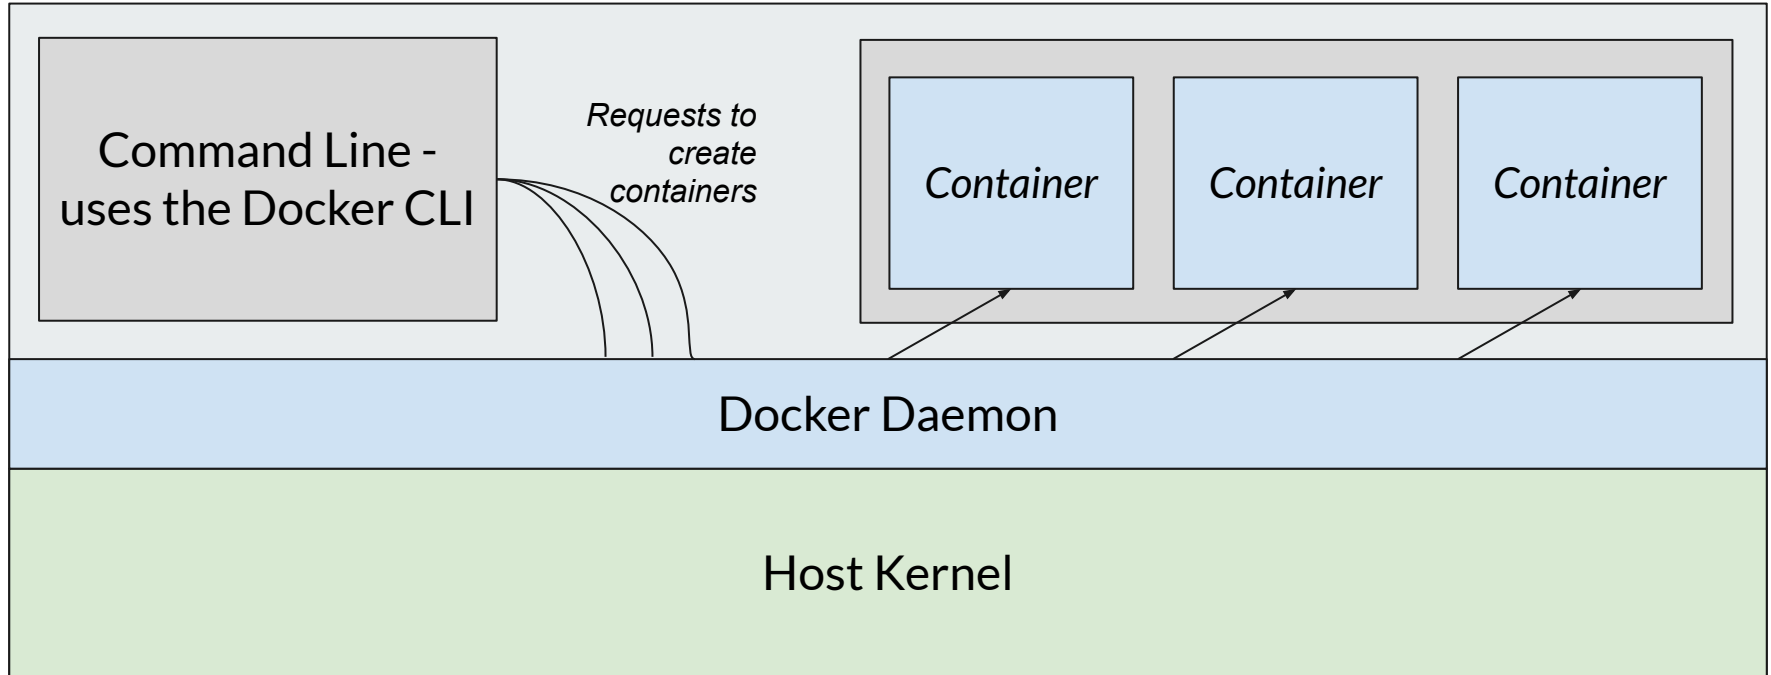 Command Line -
uses the Docker CLI
Requests to
create
containers
Container
Container
Container
Docker Daemon
Host Kernel